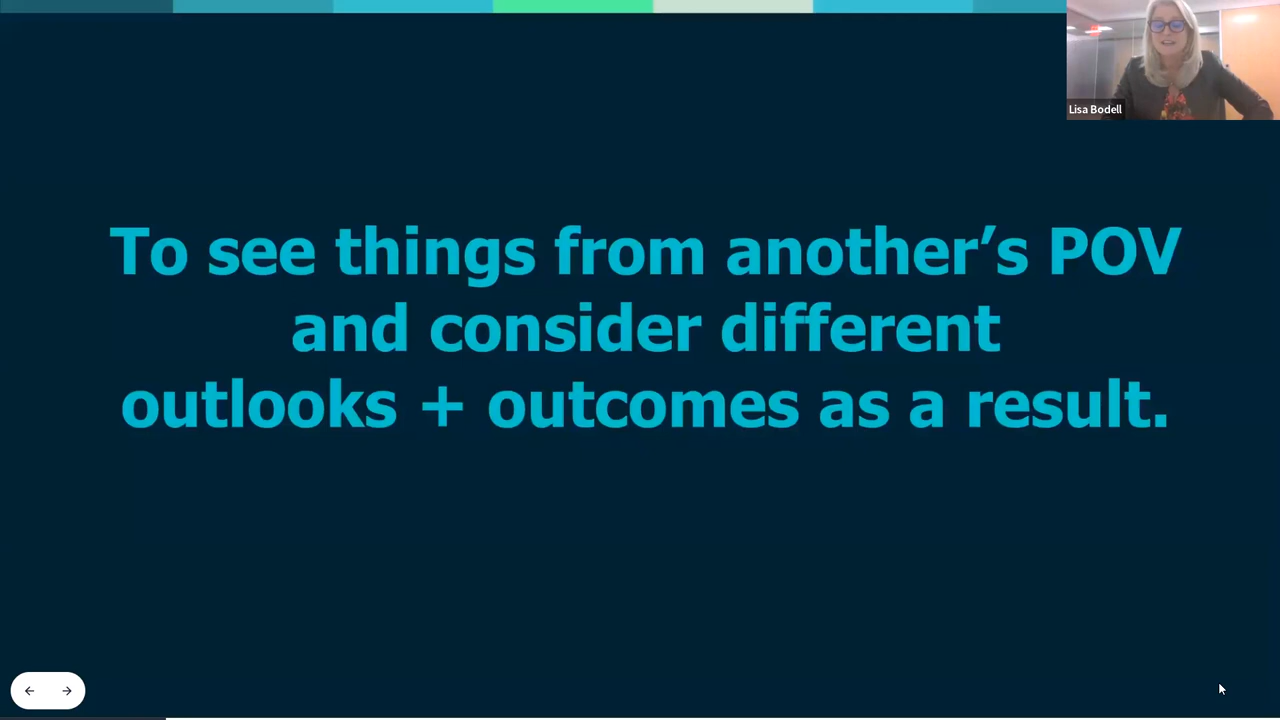 Lisa Bodell
To see things from another’s POV
and consider different
outlooks + outcomes as a result.